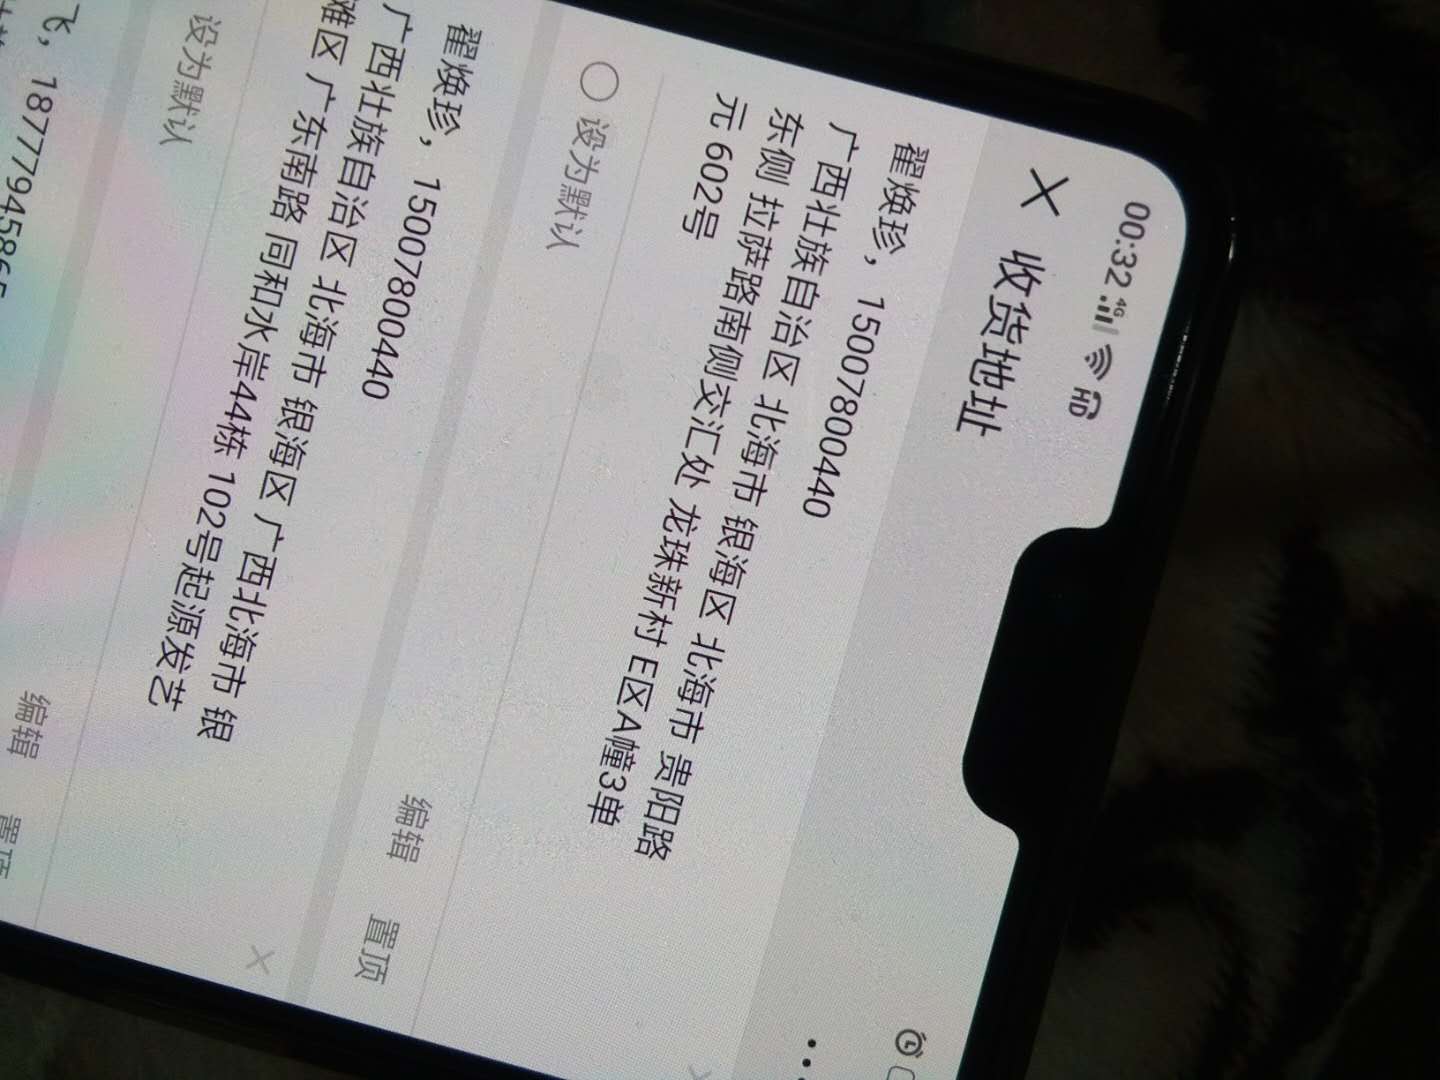 00:32 4G HD
收货地址
翟焕珍，15007800440
广西壮族自治区 北海市 银海区 北海市 贵阳路
东侧 拉萨路南侧交汇处 龙珠新村 E区A幢3单
元 602号
设为默认
编辑 置顶
翟焕珍，15007800440
广西壮族自治区 北海市 银海区 广西北海市 银
滩区 广东南路 同和水岸44栋 102号起源发艺
设为默认
编辑 置顶
飞，18777945865